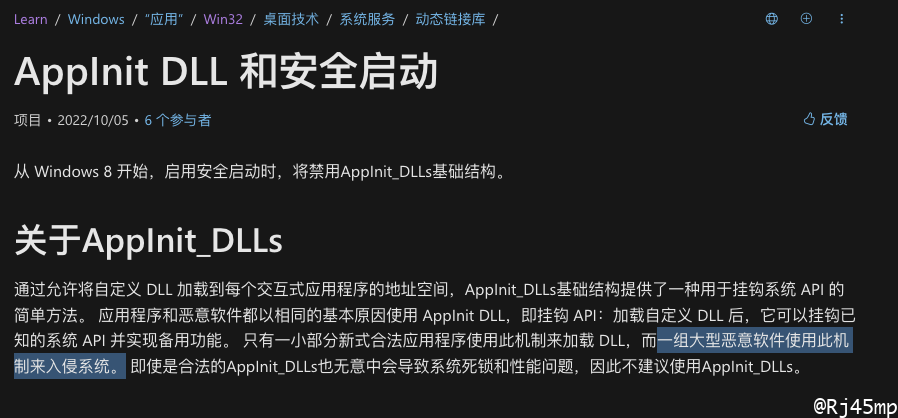 Learn / Windows / “应用” / Win32 / 桌面技术 / 系统服务 / 动态链接库 /
AppInit DLL 和安全启动
项目 • 2022/10/05 • 6 个参与者
反馈
从 Windows 8 开始，启用安全启动时，将禁用AppInit_DLLs基础结构。
关于AppInit_DLLs
通过允许将自定义 DLL 加载到每个交互式应用程序的地址空间，AppInit_DLLs基础结构提供了一种用于挂钩系统 API 的
简单方法。 应用程序和恶意软件都以相同的基本原因使用 AppInit DLL，即挂钩 API：加载自定义 DLL 后，它可以挂钩已
知的系统 API 并实现备用功能。 只有一小部分新式合法应用程序使用此机制来加载 DLL，而一组大型恶意软件使用此机
制来入侵系统。 即使是合法的AppInit_DLLs也无意中会导致系统死锁和性能问题，因此不建议使用AppInit_DLLs。
@Rj45mp